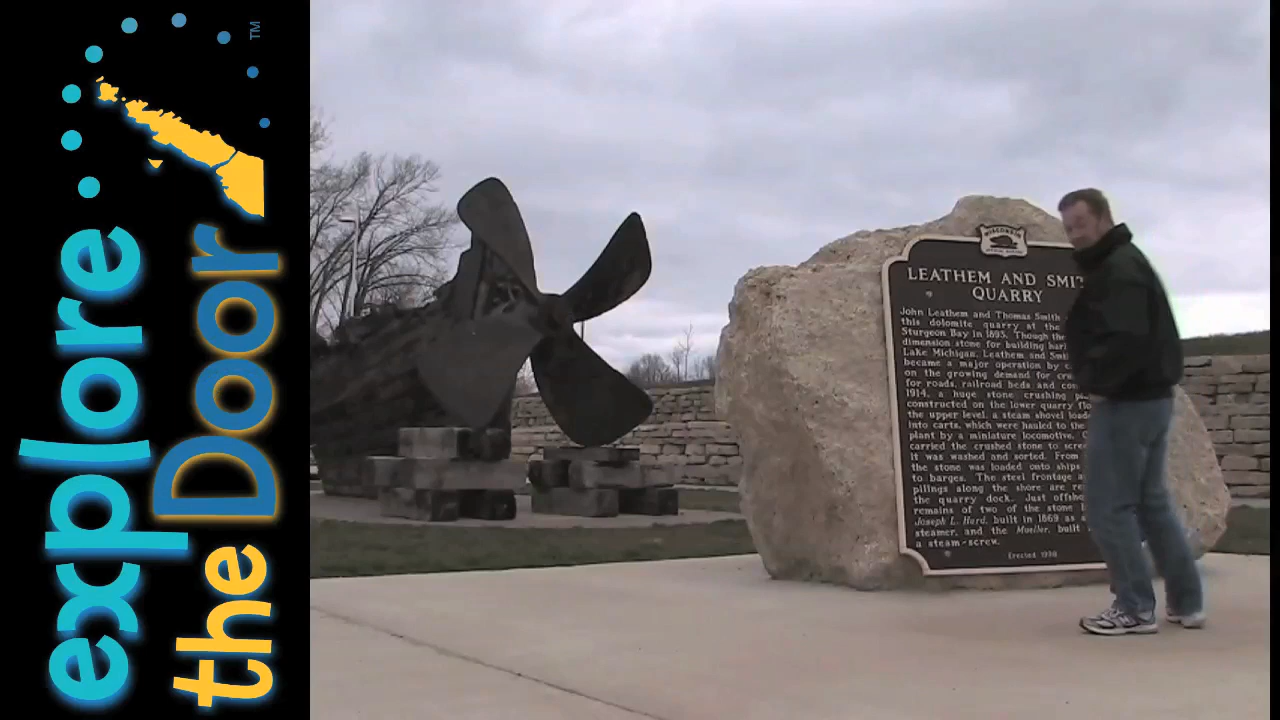 explore
the Door
TM
WISCONSIN
LEATHEM AND SMIT
QUARRY
John Leathem and Thomas Smith
this dolomite quarry at the
Sturgeon Bay in 1893. Though the
dimension stone for building har
Lake Michigan, Leathem and Smi
became a major operation by c
on the growing demand for cru
for roads, railroad beds and con
1914, a huge stone crushing pl
constructed on the lower quarry flo
the upper level, a steam shovel loade
into carts, which were hauled to the
plant by a miniature locomotive. C
carried the crushed stone to scree
it was washed and sorted. From
the stone was loaded onto ships
to barges. The steel frontage a
pilings along the shore are re
the quarry dock. Just offsho
remains of two of the stone b
Joseph L. Hurd, built in 1869 as a
steamer, and the Mueller, built
a steam-screw.
Erected 1998